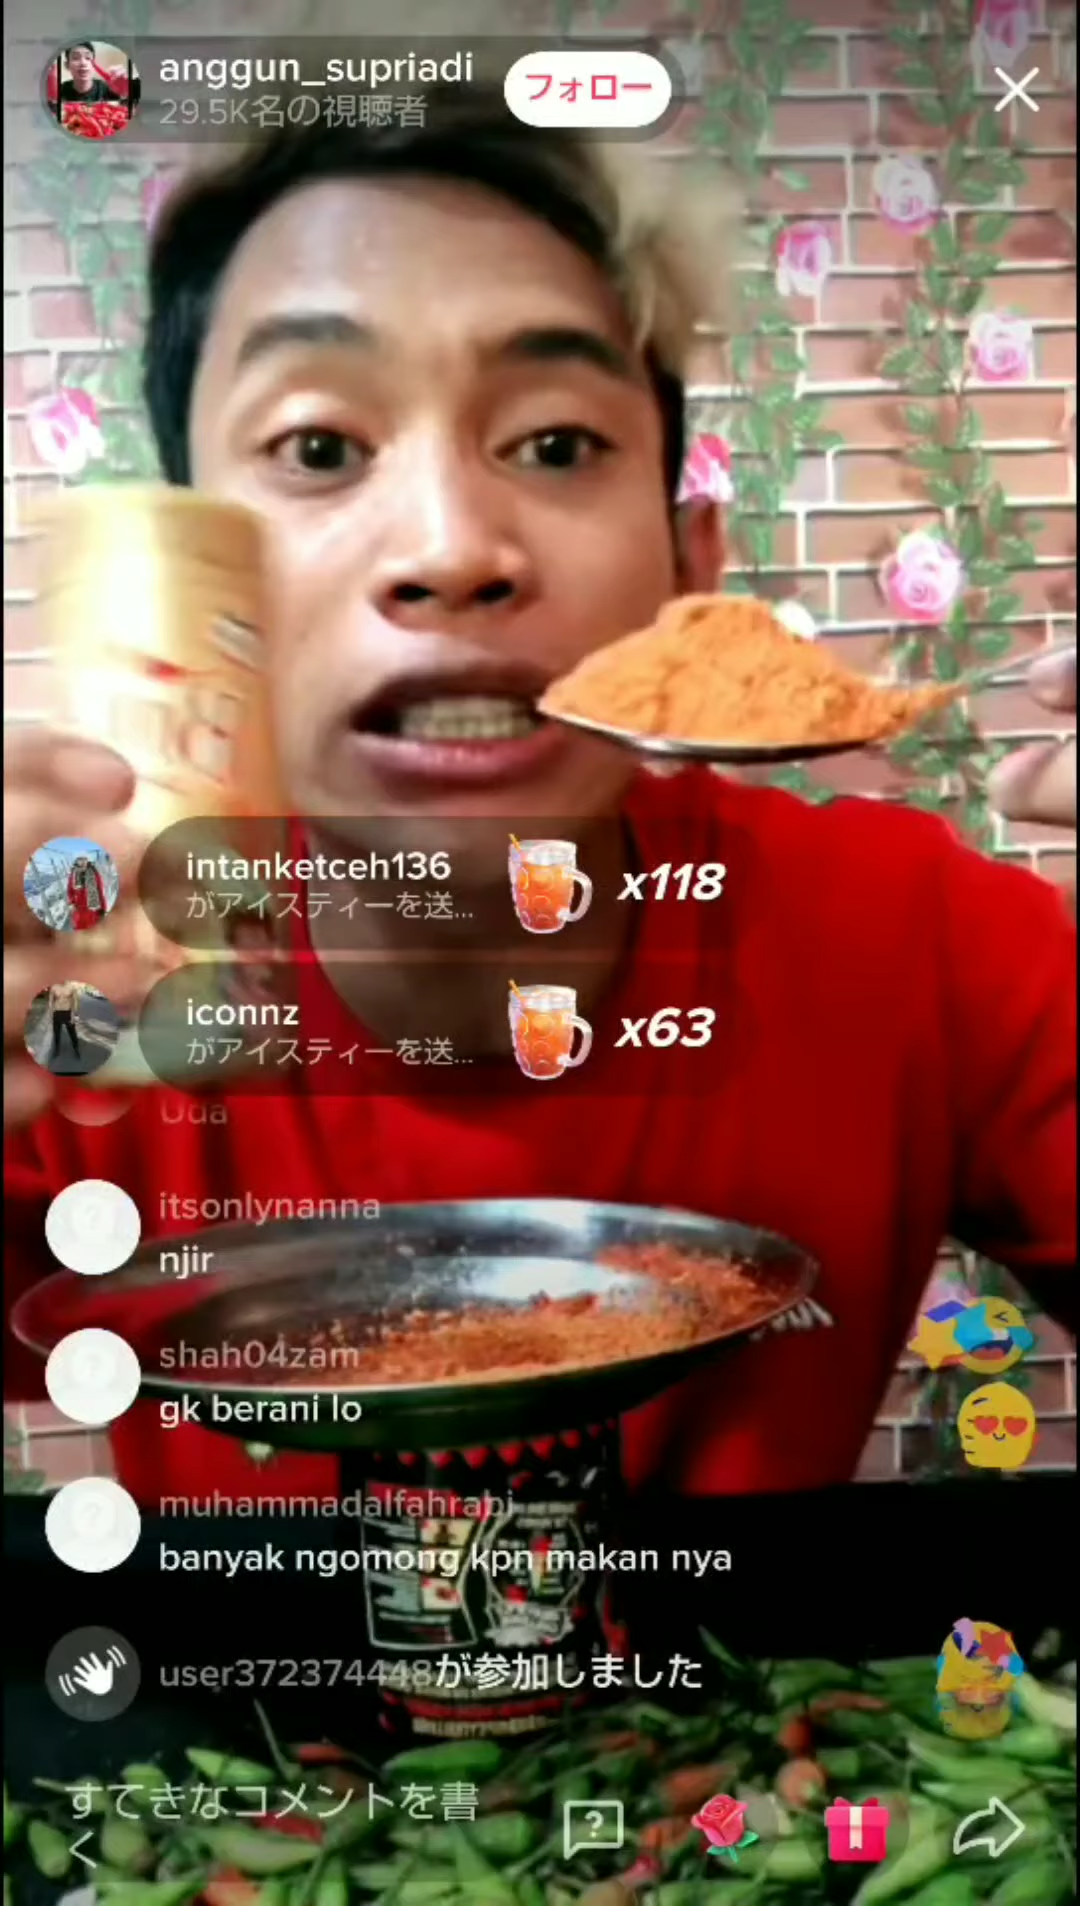 anggun_supriadi
29.5K名の視聴者
フォロー
intanketceh136
がアイスティーを送...
x118
iconnz
がアイスティーを送...
x63
Uda
itsonlynanna
njir
shah04zam
gk berani lo
muhammadalfahrabi
banyak ngomong kpn makan nya
user372374448が参加しました
すてきなコメントを書